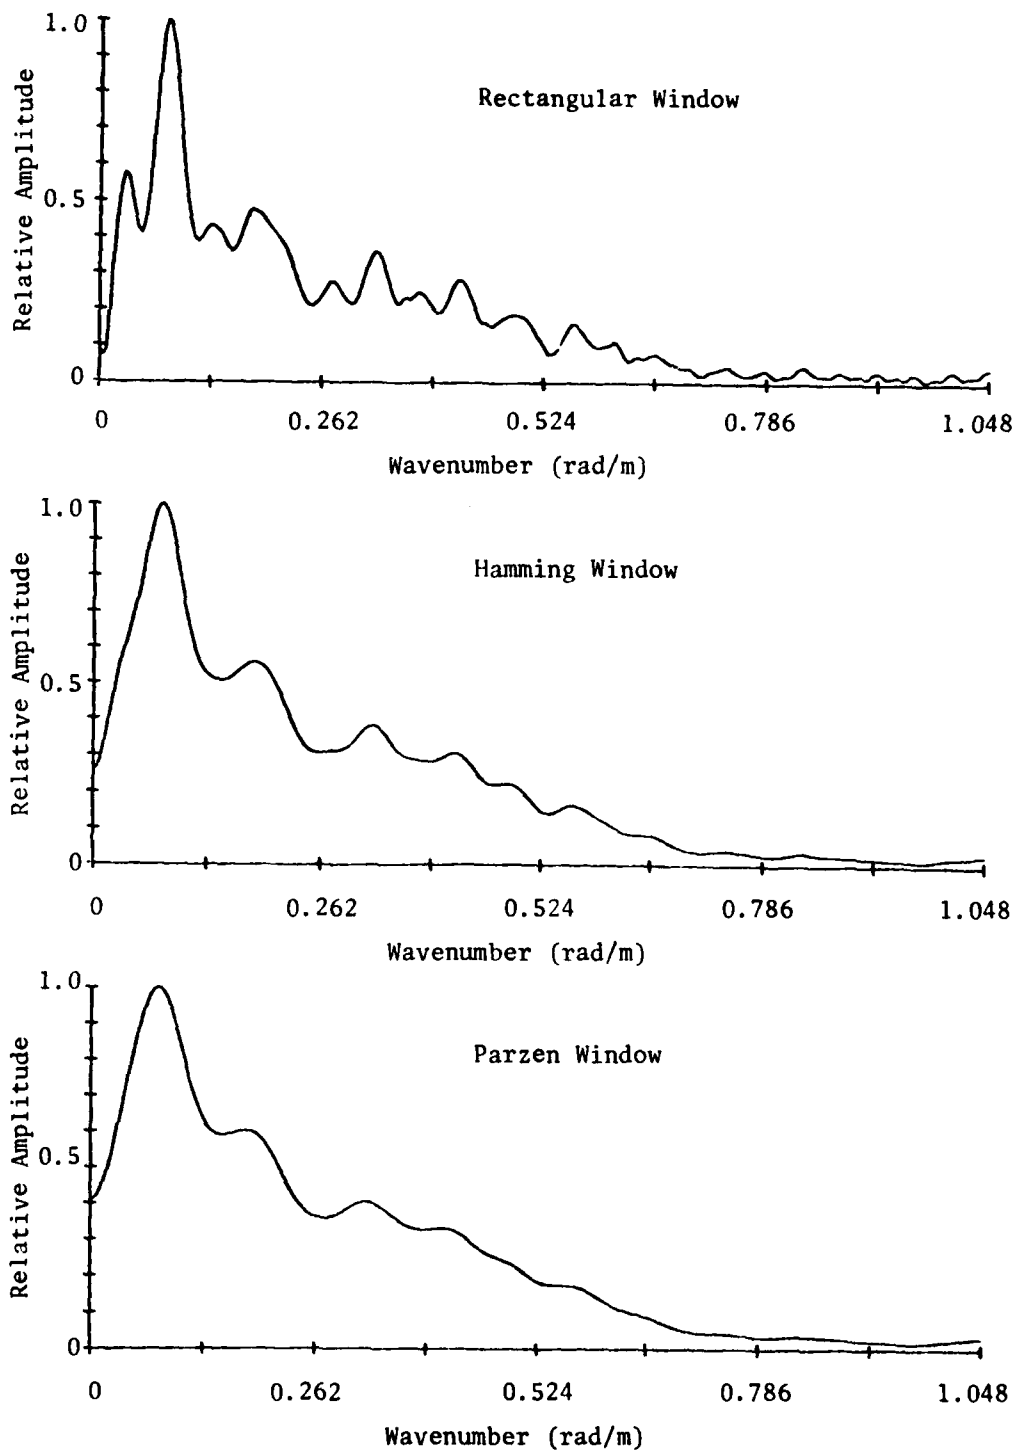 1.0
Relative Amplitude
Rectangular Window
0.5
0
0 0.262 0.524 0.786 1.048
Wavenumber (rad/m)
1.0
Relative Amplitude
Hamming Window
0.5
0
0 0.262 0.524 0.786 1.048
Wavenumber (rad/m)
1.0
Relative Amplitude
Parzen Window
0.5
0
0 0.262 0.524 0.786 1.048
Wavenumber (rad/m)